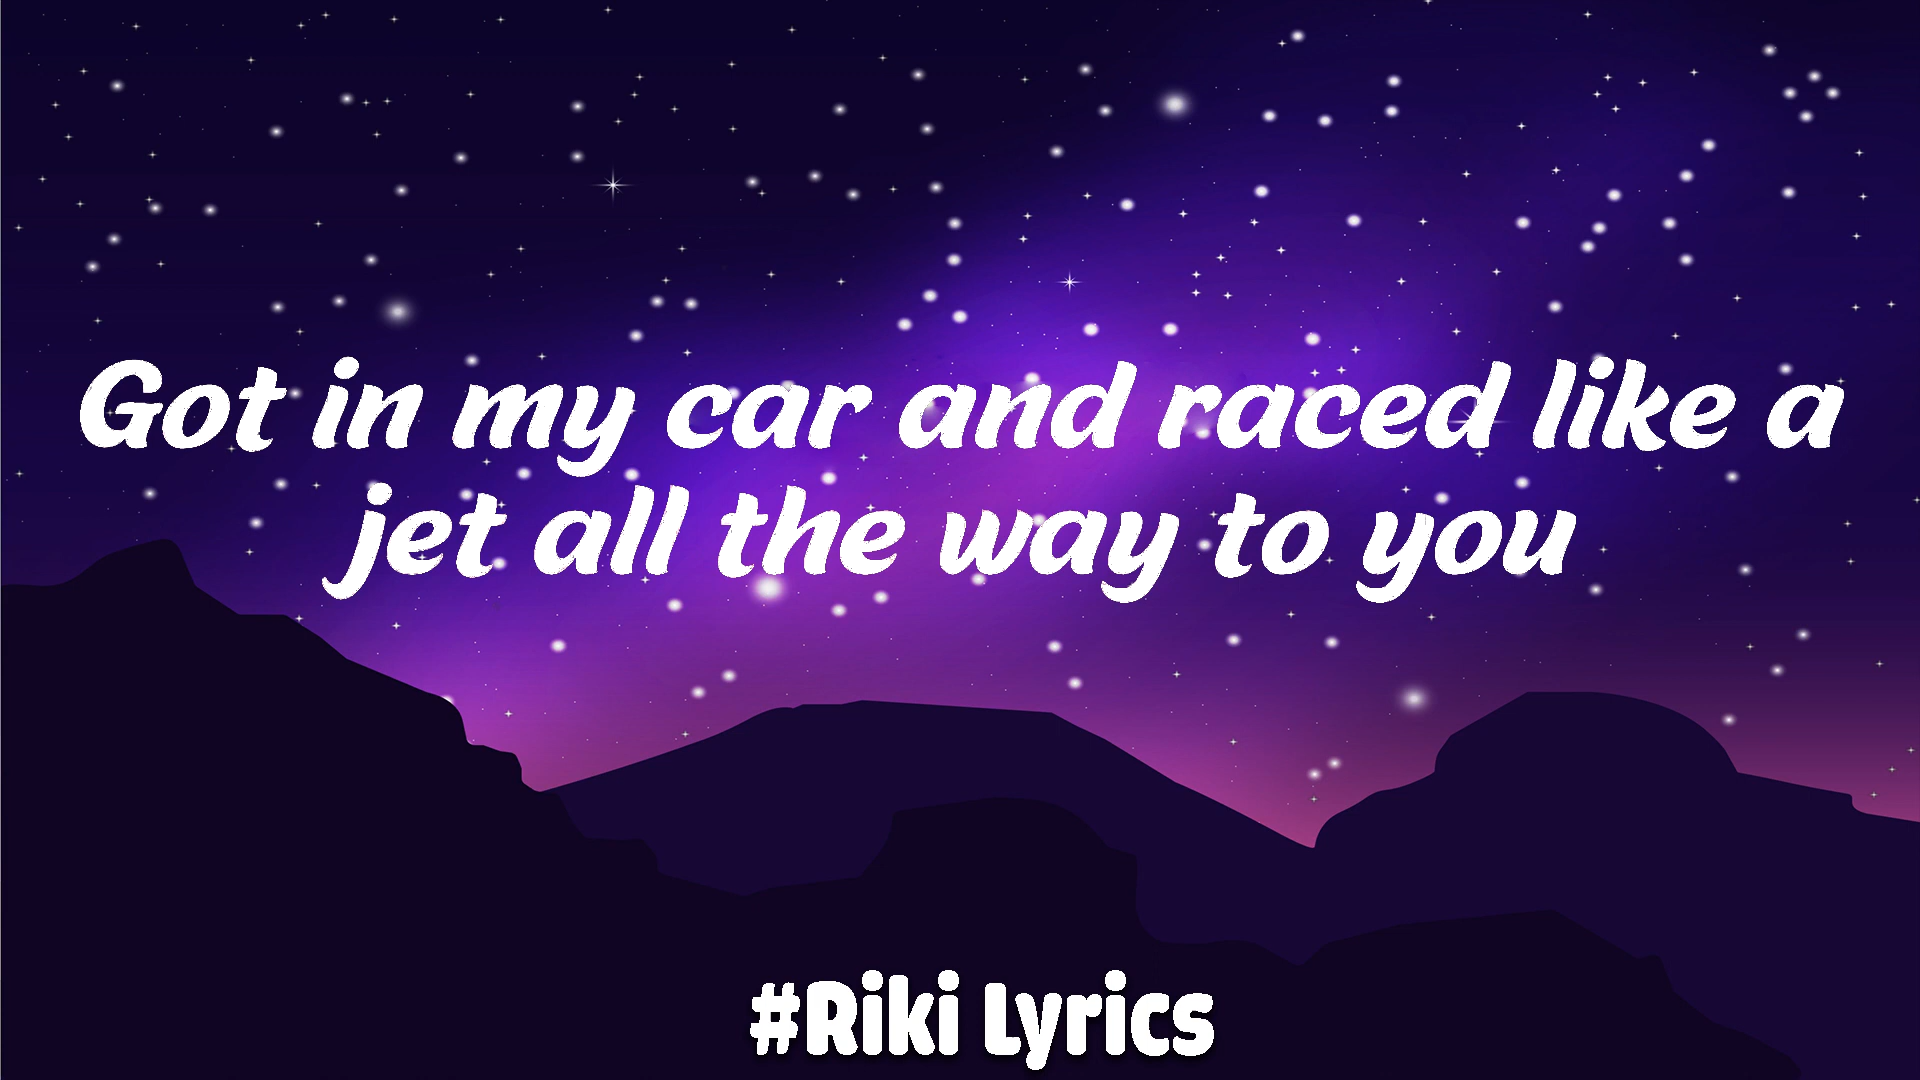 Got in my car and raced like a
jet all the way to you
#Riki Lyrics